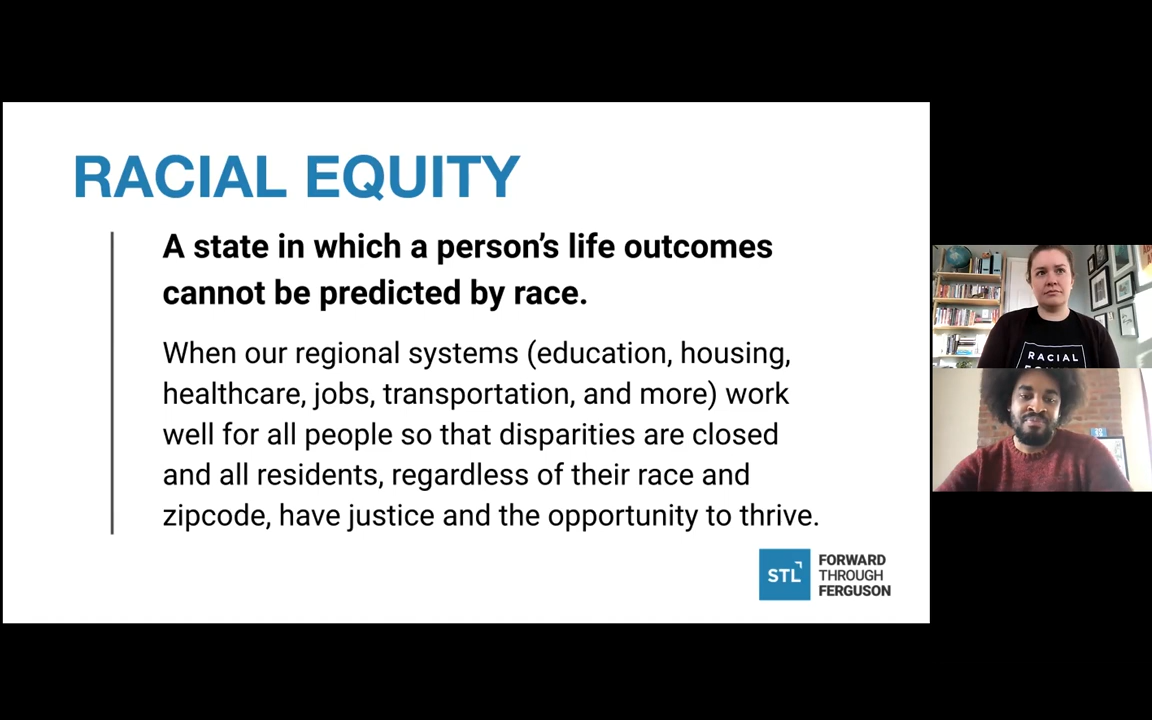 RACIAL EQUITY
A state in which a person’s life outcomes
cannot be predicted by race.
When our regional systems (education, housing,
healthcare, jobs, transportation, and more) work
well for all people so that disparities are closed
and all residents, regardless of their race and
zipcode, have justice and the opportunity to thrive.
STL
FORWARD
THROUGH
FERGUSON
RACIAL